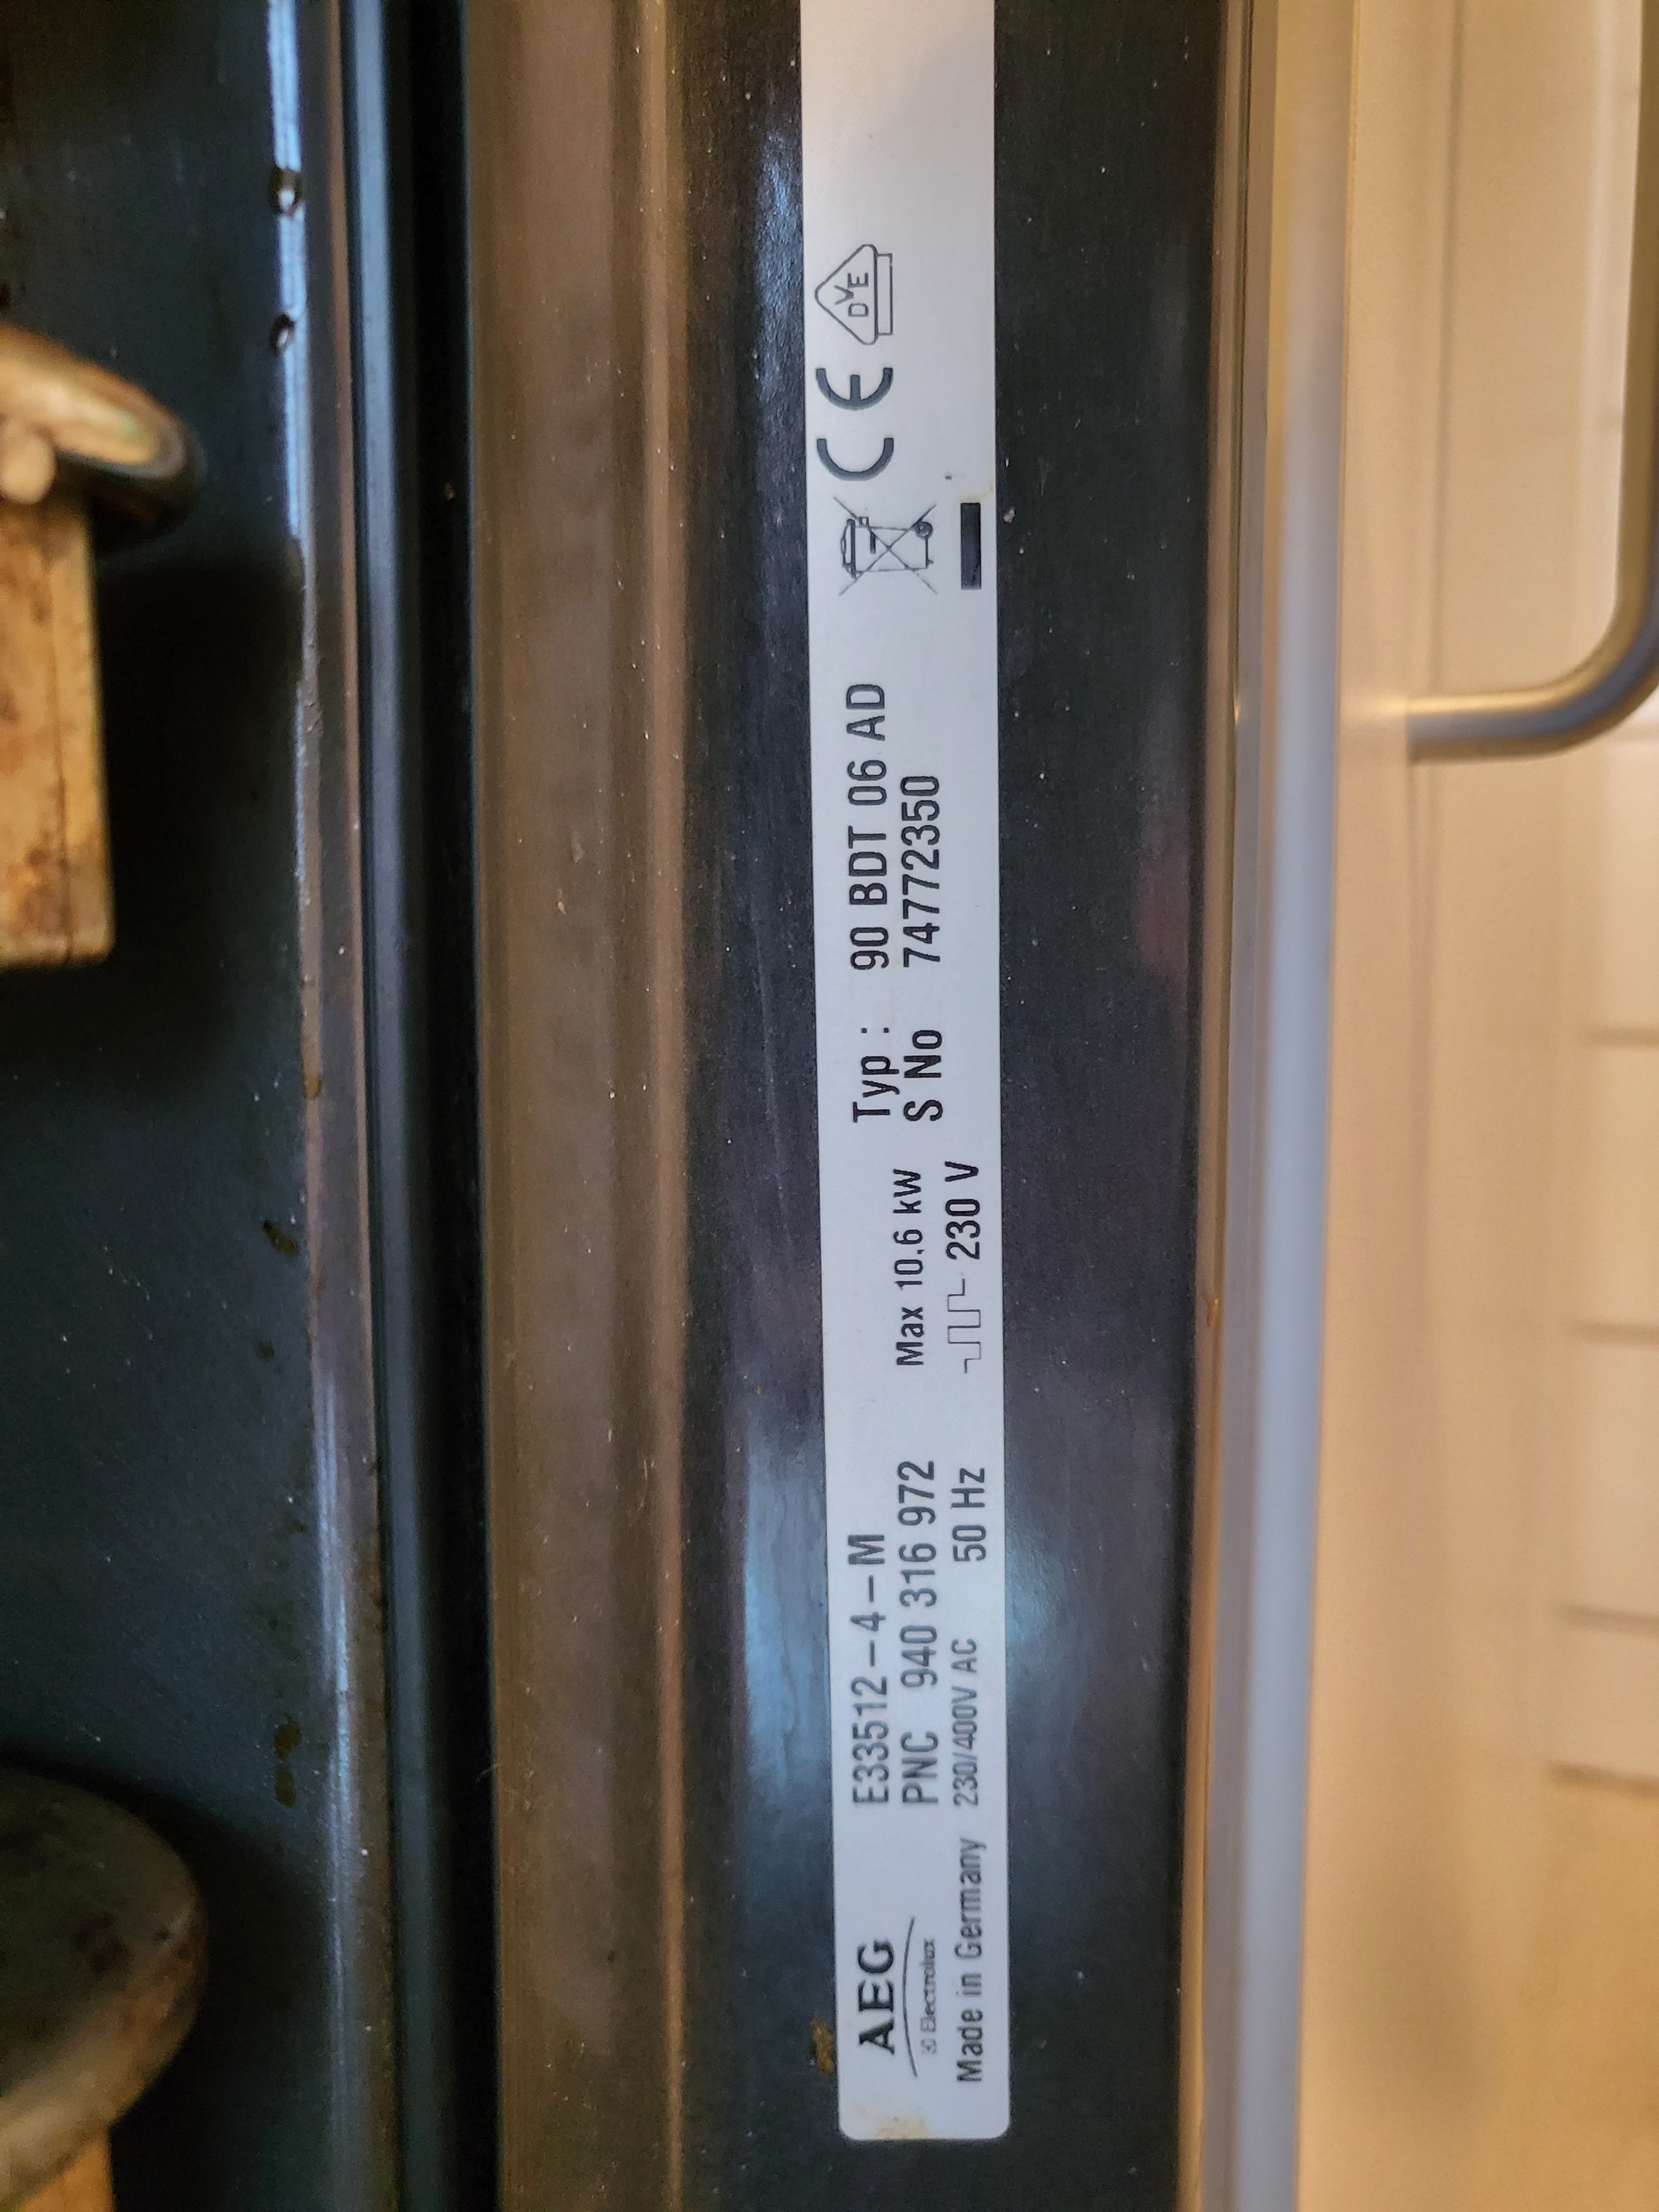 AEG
Electrolux
Made in Germany
E33512-4-M
PNC 940 316 972
230/400V AC 50 Hz
Max 10.6 kW
230 V
Typ : 90 BDT 06 AD
S No 74772350
CE
DVE